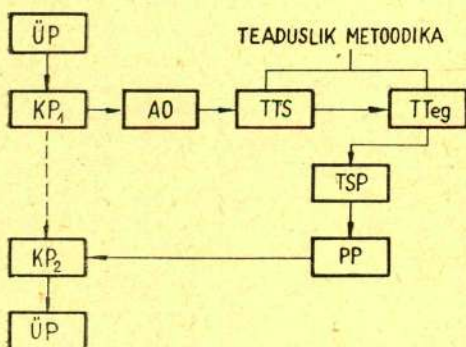 ÜP
TEADUSLIK METOODIKA
KP₁
AO
TTS
TTeg
TSP
KP₂
PP
ÜP